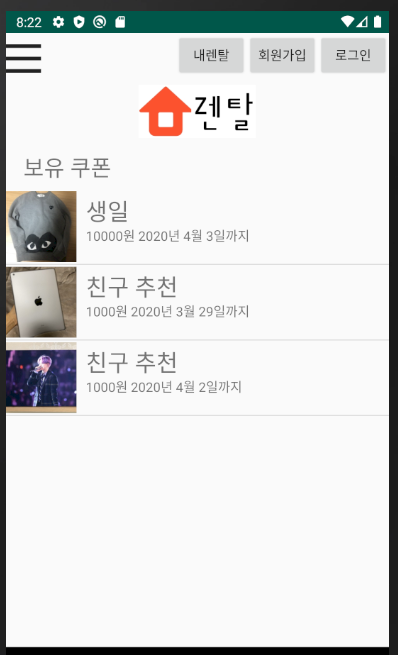 8:22
내렌탈 회원가입 로그인
젠탈
보유 쿠폰
생일
10000원 2020년 4월 3일까지
친구 추천
1000원 2020년 3월 29일까지
친구 추천
1000원 2020년 4월 2일까지